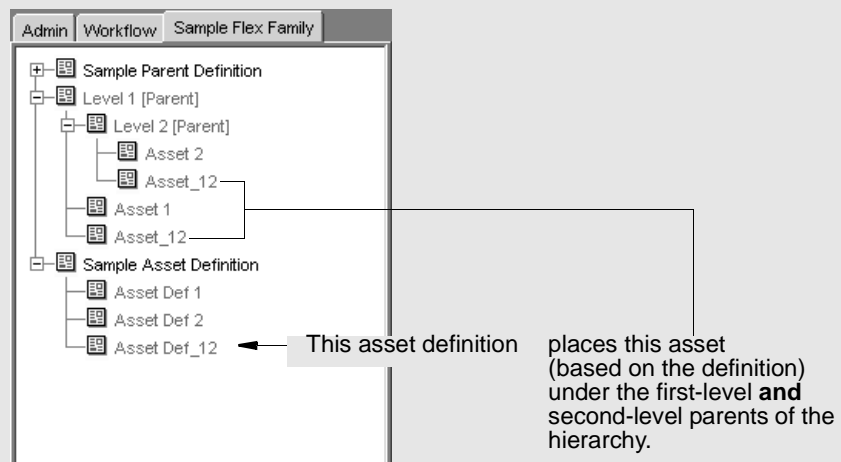 Admin Workflow Sample Flex Family
Sample Parent Definition
Level 1 [Parent]
Level 2 [Parent]
Asset 2
Asset_12
Asset 1
Asset_12
Sample Asset Definition
Asset Def 1
Asset Def 2
Asset Def_12
This asset definition
places this asset
(based on the definition)
under the first-level and
second-level parents of the
hierarchy.